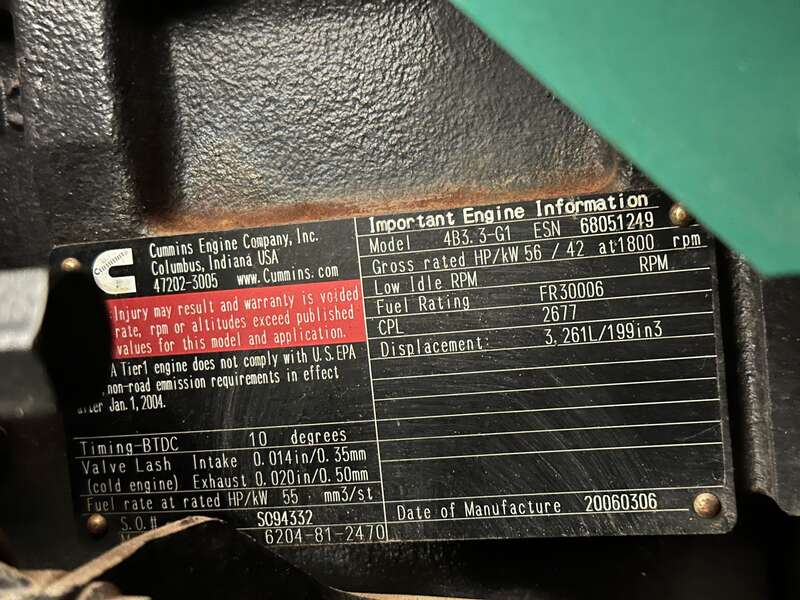 Cummins
Cummins Engine Company, Inc.
Columbus, Indiana USA
47202-3005 www.Cummins.com
Injury may result and warranty is voided
rate, rpm or altitudes exceed published
values for this model and application.
A Tier1 engine does not comply with U.S. EPA
non-road emmission requirements in effect
after Jan. 1, 2004.
Timing-BTDC 10 degrees
Valve Lash Intake 0.014in/0.35mm
(cold engine) Exhaust 0.020in/0.50mm
Fuel rate at rated HP/kW 55 mm3/st
S.O.# SO94332
6204-81-2470
Important Engine Information
Model 4B3.3-G1 ESN 68051249
Gross rated HP/kW 56 / 42 at 1800 rpm
Low Idle RPM RPM
Fuel Rating FR30006
CPL 2677
Displacement: 3,261L/199in3
Date of Manufacture 20060306